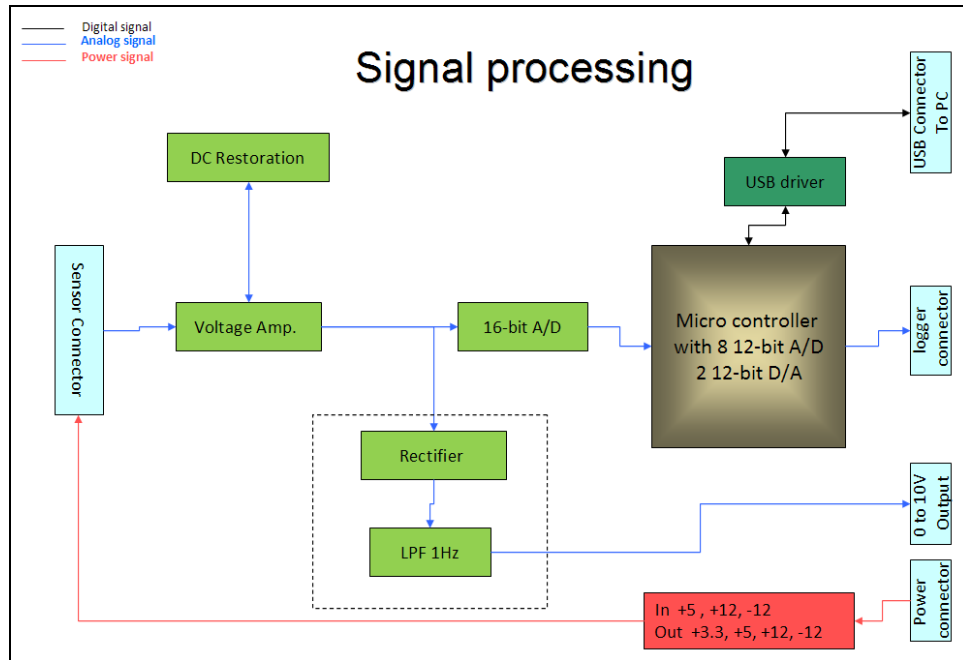 Digital signal
Analog signal
Power signal
Signal processing
USB Connector
To PC
DC Restoration
USB driver
Sensor Connector
Voltage Amp.
16-bit A/D
Micro controller
with 8 12-bit A/D
2 12-bit D/A
logger
connector
Rectifier
LPF 1Hz
0 to 10V
Output
In +5 , +12, -12
Out +3.3, +5, +12, -12
Power
connector